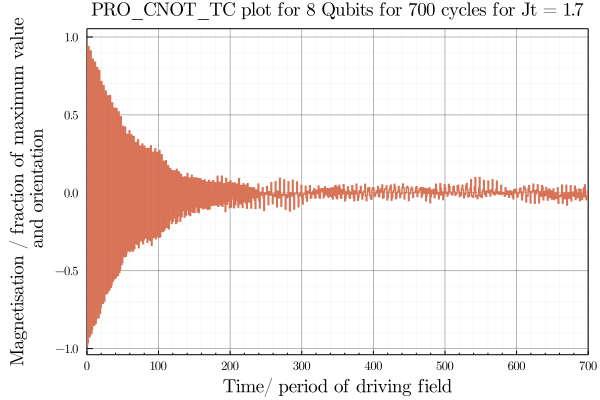 PRO_CNOT_TC plot for 8 Qubits for 700 cycles for Jt = 1.7
Magnetisation / fraction of maximum value
and orientation
1.0
0.5
0.0
−0.5
−1.0
0 100 200 300 400 500 600 700
Time/ period of driving field